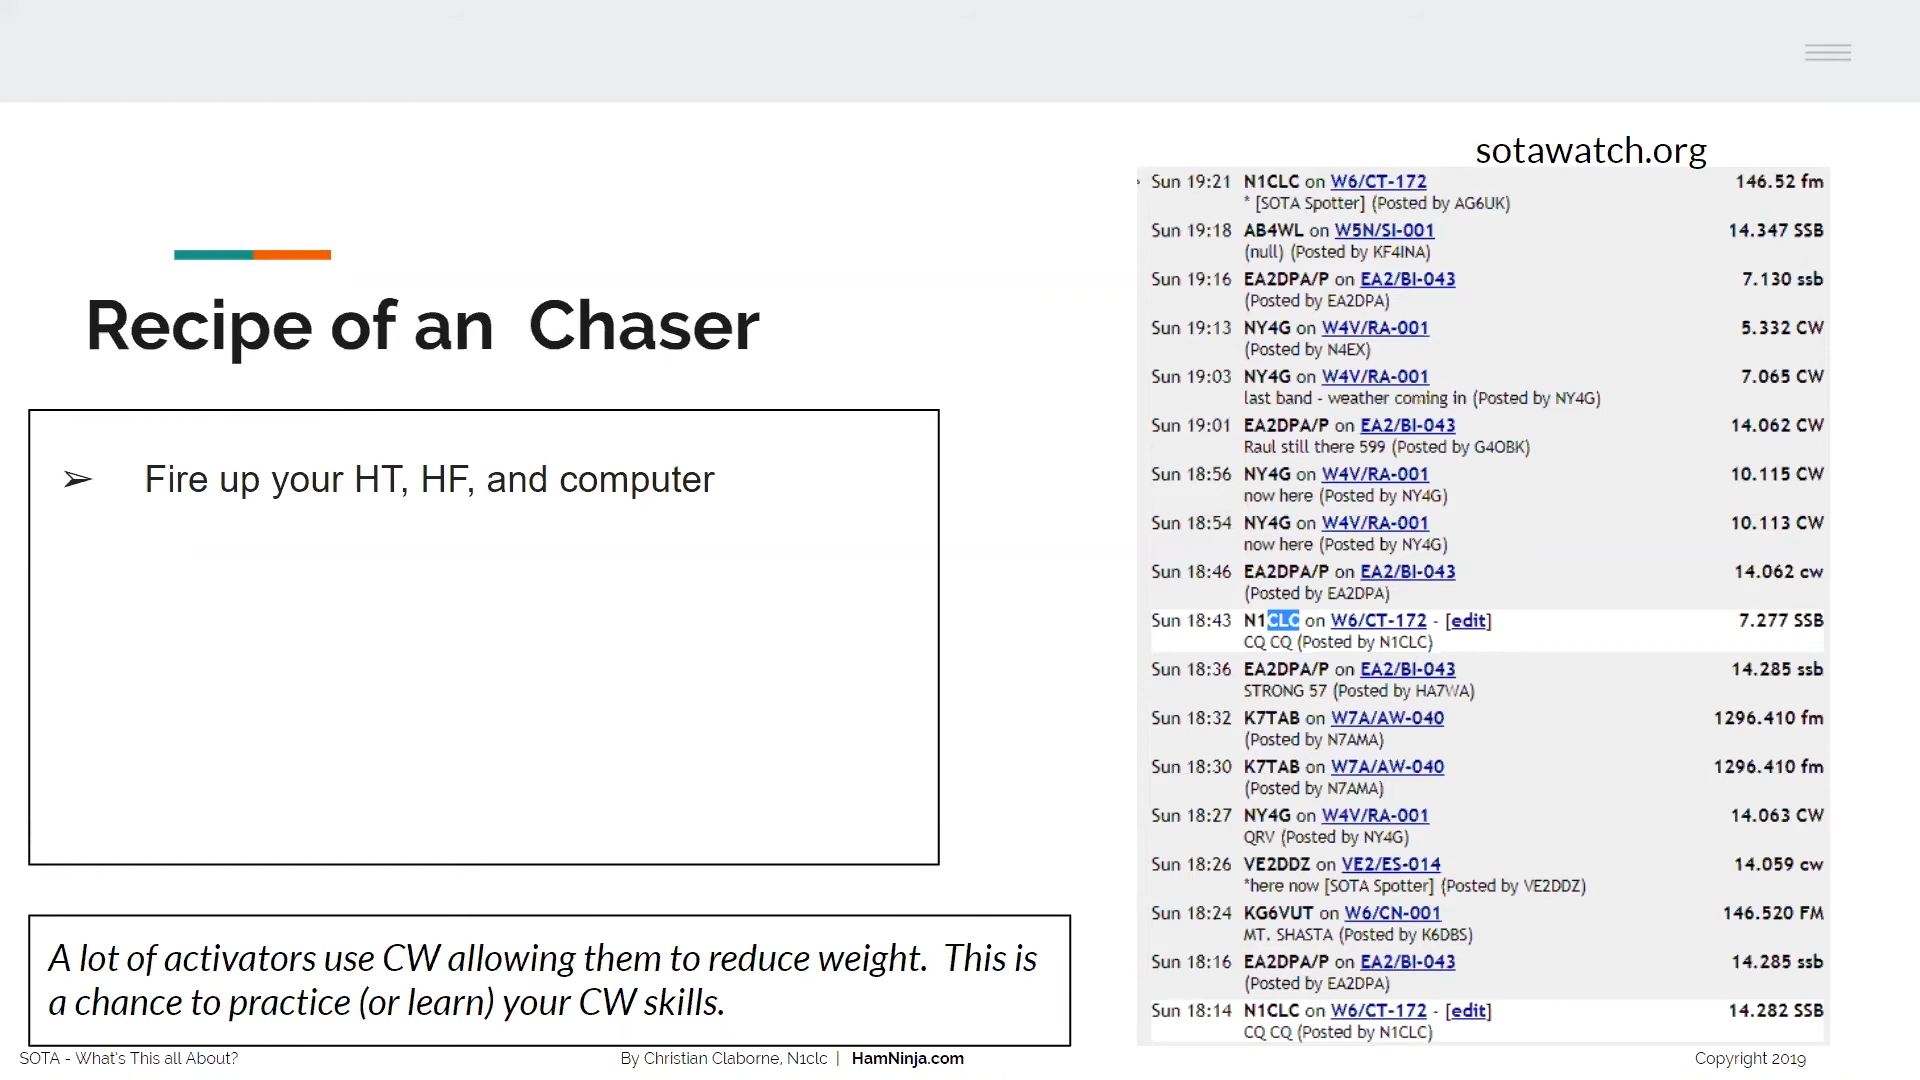 Recipe of an  Chaser
➢ Fire up your HT, HF, and computer
A lot of activators use CW allowing them to reduce weight.  This is
a chance to practice (or learn) your CW skills.
sotawatch.org
Sun 19:21 N1CLC on W6/CT-172 146.52 fm
* [SOTA Spotter] (Posted by AG6UK)
Sun 19:18 AB4WL on W5N/SI-001 14.347 SSB
(null) (Posted by KF4INA)
Sun 19:16 EA2DPA/P on EA2/BI-043 7.130 ssb
(Posted by EA2DPA)
Sun 19:13 NY4G on W4V/RA-001 5.332 CW
(Posted by N4EX)
Sun 19:03 NY4G on W4V/RA-001 7.065 CW
last band - weather coming in (Posted by NY4G)
Sun 19:01 EA2DPA/P on EA2/BI-043 14.062 CW
Raul still there 599 (Posted by G4OBK)
Sun 18:56 NY4G on W4V/RA-001 10.115 CW
now here (Posted by NY4G)
Sun 18:54 NY4G on W4V/RA-001 10.113 CW
now here (Posted by NY4G)
Sun 18:46 EA2DPA/P on EA2/BI-043 14.062 cw
(Posted by EA2DPA)
Sun 18:43 N1CLC on W6/CT-172 - [edit] 7.277 SSB
CQ CQ (Posted by N1CLC)
Sun 18:36 EA2DPA/P on EA2/BI-043 14.285 ssb
STRONG 57 (Posted by HA7WA)
Sun 18:32 K7TAB on W7A/AW-040 1296.410 fm
(Posted by N7AMA)
Sun 18:30 K7TAB on W7A/AW-040 1296.410 fm
(Posted by N7AMA)
Sun 18:27 NY4G on W4V/RA-001 14.063 CW
QRV (Posted by NY4G)
Sun 18:26 VE2DDZ on VE2/ES-014 14.059 cw
*here now [SOTA Spotter] (Posted by VE2DDZ)
Sun 18:24 KG6VUT on W6/CN-001 146.520 FM
MT. SHASTA (Posted by K6DBS)
Sun 18:16 EA2DPA/P on EA2/BI-043 14.285 ssb
(Posted by EA2DPA)
Sun 18:14 N1CLC on W6/CT-172 - [edit] 14.282 SSB
CQ CQ (Posted by N1CLC)
SOTA - What's This all About? By Christian Claborne, N1clc | HamNinja.com Copyright 2019